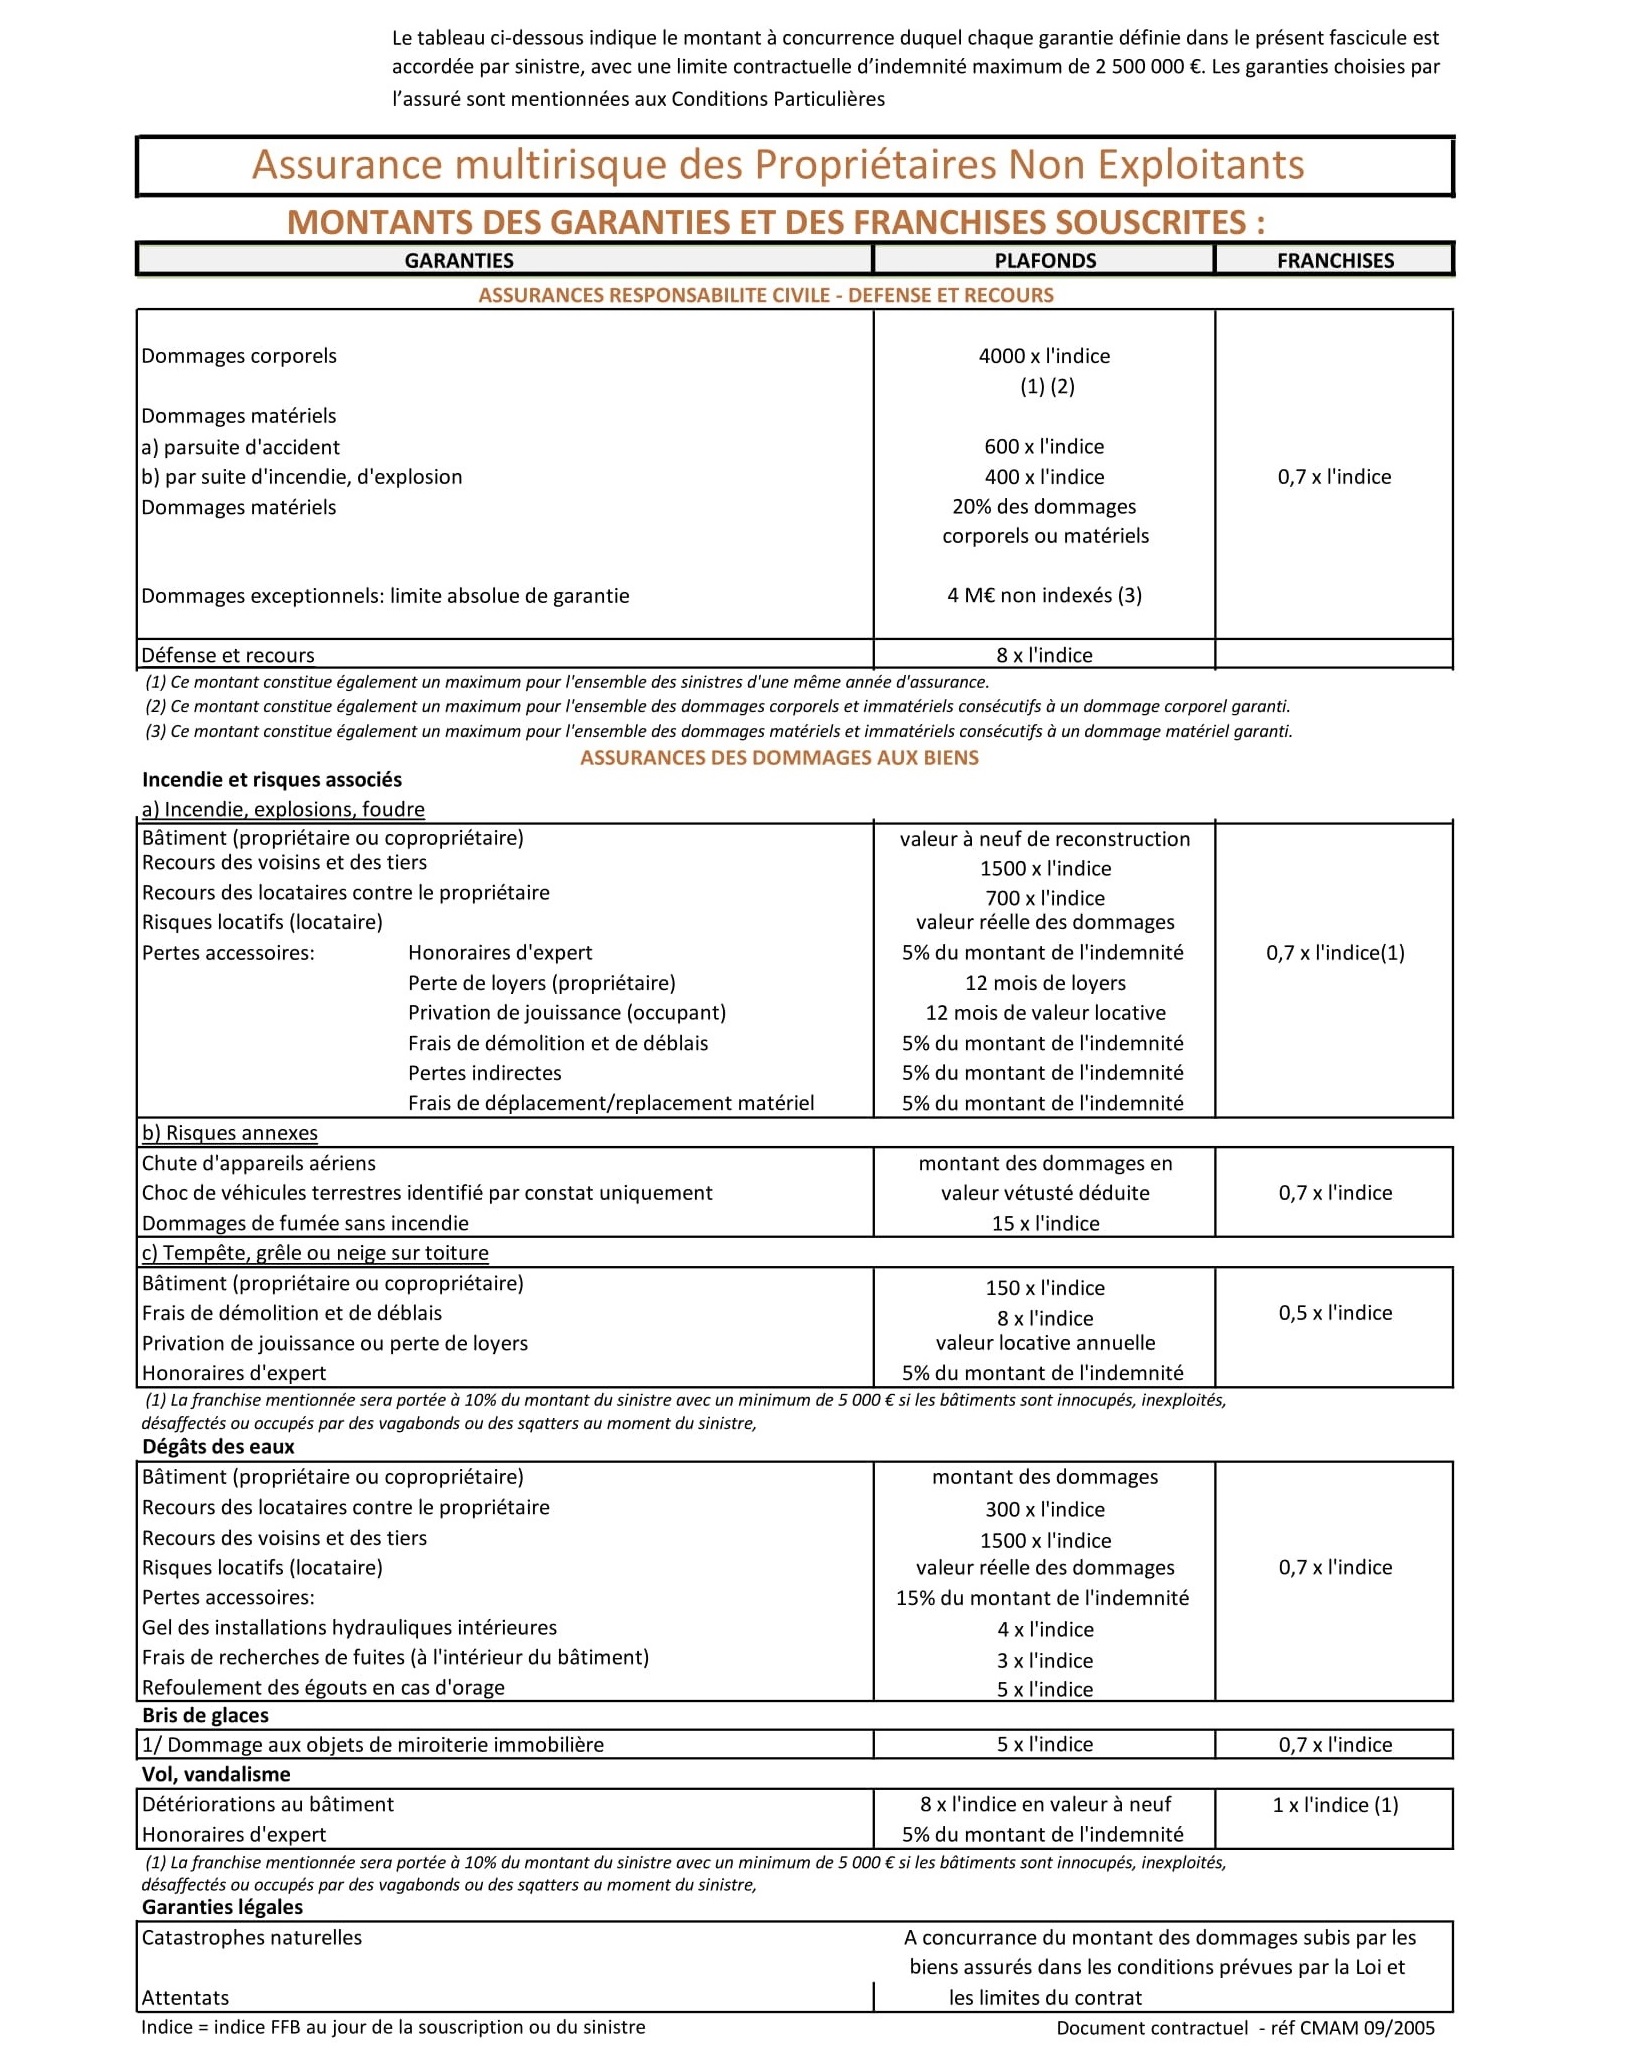 Le tableau ci-dessous indique le montant à concurrence duquel chaque garantie définie dans le présent fascicule est
accordée par sinistre, avec une limite contractuelle d’indemnité maximum de 2 500 000 €. Les garanties choisies par
l’assuré sont mentionnées aux Conditions Particulières
Assurance multirisque des Propriétaires Non Exploitants
MONTANTS DES GARANTIES ET DES FRANCHISES SOUSCRITES :
GARANTIES PLAFONDS FRANCHISES
ASSURANCES RESPONSABILITE CIVILE - DEFENSE ET RECOURS
Dommages corporels 4000 x l'indice
(1) (2)
Dommages matériels
a) parsuite d'accident 600 x l'indice
b) par suite d'incendie, d'explosion 400 x l'indice 0,7 x l'indice
Dommages matériels 20% des dommages
corporels ou matériels
Dommages exceptionnels: limite absolue de garantie 4 M€ non indexés (3)
Défense et recours 8 x l'indice
(1) Ce montant constitue également un maximum pour l'ensemble des sinistres d'une même année d'assurance.
(2) Ce montant constitue également un maximum pour l'ensemble des dommages corporels et immatériels consécutifs à un dommage corporel garanti.
(3) Ce montant constitue également un maximum pour l'ensemble des dommages matériels et immatériels consécutifs à un dommage matériel garanti.
ASSURANCES DES DOMMAGES AUX BIENS
Incendie et risques associés
a) Incendie, explosions, foudre
Bâtiment (propriétaire ou copropriétaire) valeur à neuf de reconstruction
Recours des voisins et des tiers 1500 x l'indice
Recours des locataires contre le propriétaire 700 x l'indice
Risques locatifs (locataire) valeur réelle des dommages
Pertes accessoires: Honoraires d'expert 5% du montant de l'indemnité 0,7 x l'indice(1)
Perte de loyers (propriétaire) 12 mois de loyers
Privation de jouissance (occupant) 12 mois de valeur locative
Frais de démolition et de déblais 5% du montant de l'indemnité
Pertes indirectes 5% du montant de l'indemnité
Frais de déplacement/replacement matériel 5% du montant de l'indemnité
b) Risques annexes
Chute d'appareils aériens montant des dommages en
Choc de véhicules terrestres identifié par constat uniquement valeur vétusté déduite 0,7 x l'indice
Dommages de fumée sans incendie 15 x l'indice
c) Tempête, grêle ou neige sur toiture
Bâtiment (propriétaire ou copropriétaire) 150 x l'indice
Frais de démolition et de déblais 8 x l'indice 0,5 x l'indice
Privation de jouissance ou perte de loyers valeur locative annuelle
Honoraires d'expert 5% du montant de l'indemnité
(1) La franchise mentionnée sera portée à 10% du montant du sinistre avec un minimum de 5 000 € si les bâtiments sont innocupés, inexploités,
désaffectés ou occupés par des vagabonds ou des sqatters au moment du sinistre,
Dégâts des eaux
Bâtiment (propriétaire ou copropriétaire) montant des dommages
Recours des locataires contre le propriétaire 300 x l'indice
Recours des voisins et des tiers 1500 x l'indice
Risques locatifs (locataire) valeur réelle des dommages 0,7 x l'indice
Pertes accessoires: 15% du montant de l'indemnité
Gel des installations hydrauliques intérieures 4 x l'indice
Frais de recherches de fuites (à l'intérieur du bâtiment) 3 x l'indice
Refoulement des égouts en cas d'orage 5 x l'indice
Bris de glaces
1/ Dommage aux objets de miroiterie immobilière 5 x l'indice 0,7 x l'indice
Vol, vandalisme
Détériorations au bâtiment 8 x l'indice en valeur à neuf 1 x l'indice (1)
Honoraires d'expert 5% du montant de l'indemnité
(1) La franchise mentionnée sera portée à 10% du montant du sinistre avec un minimum de 5 000 € si les bâtiments sont innocupés, inexploités,
désaffectés ou occupés par des vagabonds ou des sqatters au moment du sinistre,
Garanties légales
Catastrophes naturelles A concurrance du montant des dommages subis par les
biens assurés dans les conditions prévues par la Loi et
Attentats les limites du contrat
Indice = indice FFB au jour de la souscription ou du sinistre Document contractuel - réf CMAM 09/2005